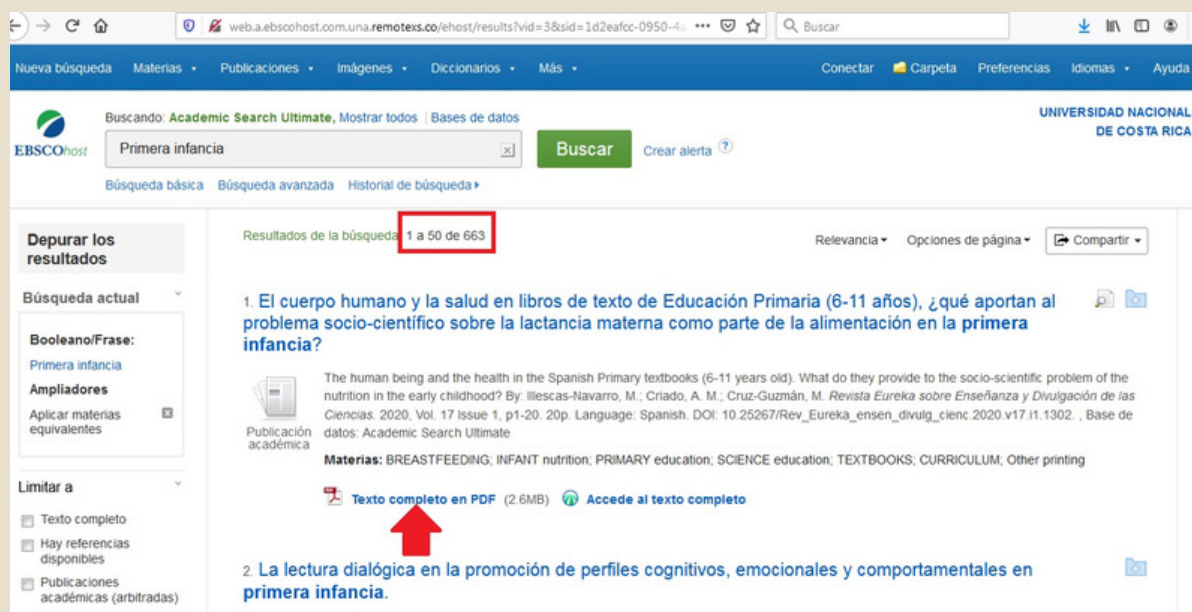 web.a.ebscohost.com.una.remotexs.co/ehost/results?vid=3&sid=1d2eafcc-0950-4a
Buscar
Nueva búsqueda Materias Publicaciones Imágenes Diccionarios Más Conectar Carpeta Preferencias Idiomas Ayuda
Buscando: Academic Search Ultimate, Mostrar todos Bases de datos
UNIVERSIDAD NACIONAL
DE COSTA RICA
EBSCOhost
Primera infancia
Buscar
Crear alerta
Búsqueda básica Búsqueda avanzada Historial de búsqueda
Depurar los
resultados
Búsqueda actual
Booleano/Frase:
Primera infancia
Ampliadores
Aplicar materias
equivalentes
Limitar a
Texto completo
Hay referencias
disponibles
Publicaciones
académicas (arbitradas)
Resultados de la búsqueda 1 a 50 de 663
Relevancia Opciones de página Compartir
1. El cuerpo humano y la salud en libros de texto de Educación Primaria (6-11 años), ¿qué aportan al
problema socio-científico sobre la lactancia materna como parte de la alimentación en la primera
infancia?
The human being and the health in the Spanish Primary textbooks (6-11 years old). What do they provide to the socio-scientific problem of the
nutrition in the early childhood? By: Illescas-Navarro, M.; Criado, A. M.; Cruz-Guzmán, M. Revista Eureka sobre Enseñanza y Divulgación de las
Ciencias. 2020, Vol. 17 Issue 1, p1-20. 20p. Language: Spanish. DOI: 10.25267/Rev_Eureka_ensen_divulg_cienc.2020.v17.i1.1302. , Base de
datos: Academic Search Ultimate
Publicación
académica
Materias: BREASTFEEDING; INFANT nutrition; PRIMARY education; SCIENCE education; TEXTBOOKS; CURRICULUM; Other printing
Texto completo en PDF (2.6MB) Accede al texto completo
2. La lectura dialógica en la promoción de perfiles cognitivos, emocionales y comportamentales en
primera infancia.